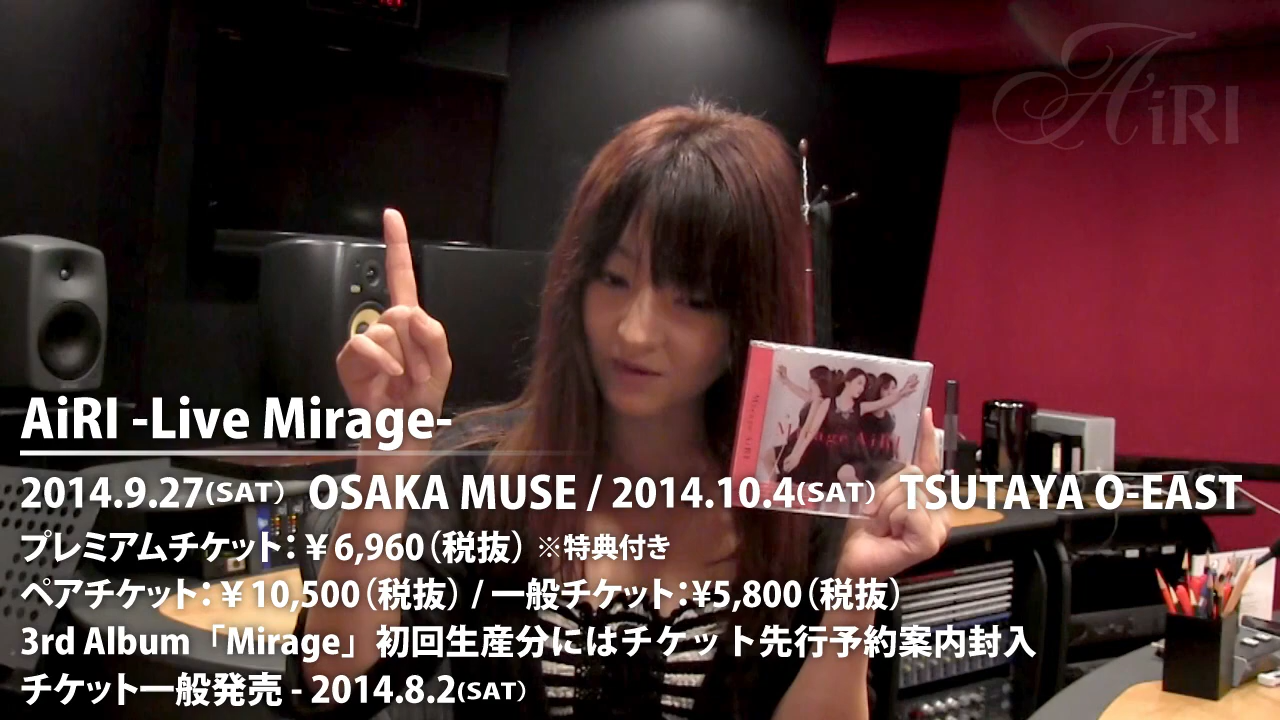 AiRI
AiRI -Live Mirage-
2014.9.27(SAT) OSAKA MUSE / 2014.10.4(SAT) TSUTAYA O-EAST
プレミアムチケット:¥6,960(税抜)※特典付き
ペアチケット:¥10,500(税抜)/ 一般チケット:¥5,800(税抜)
3rd Album「Mirage」初回生産分にはチケット先行予約案内封入
チケット一般発売 - 2014.8.2(SAT)
Mirage AiRI
Mirage AiRI